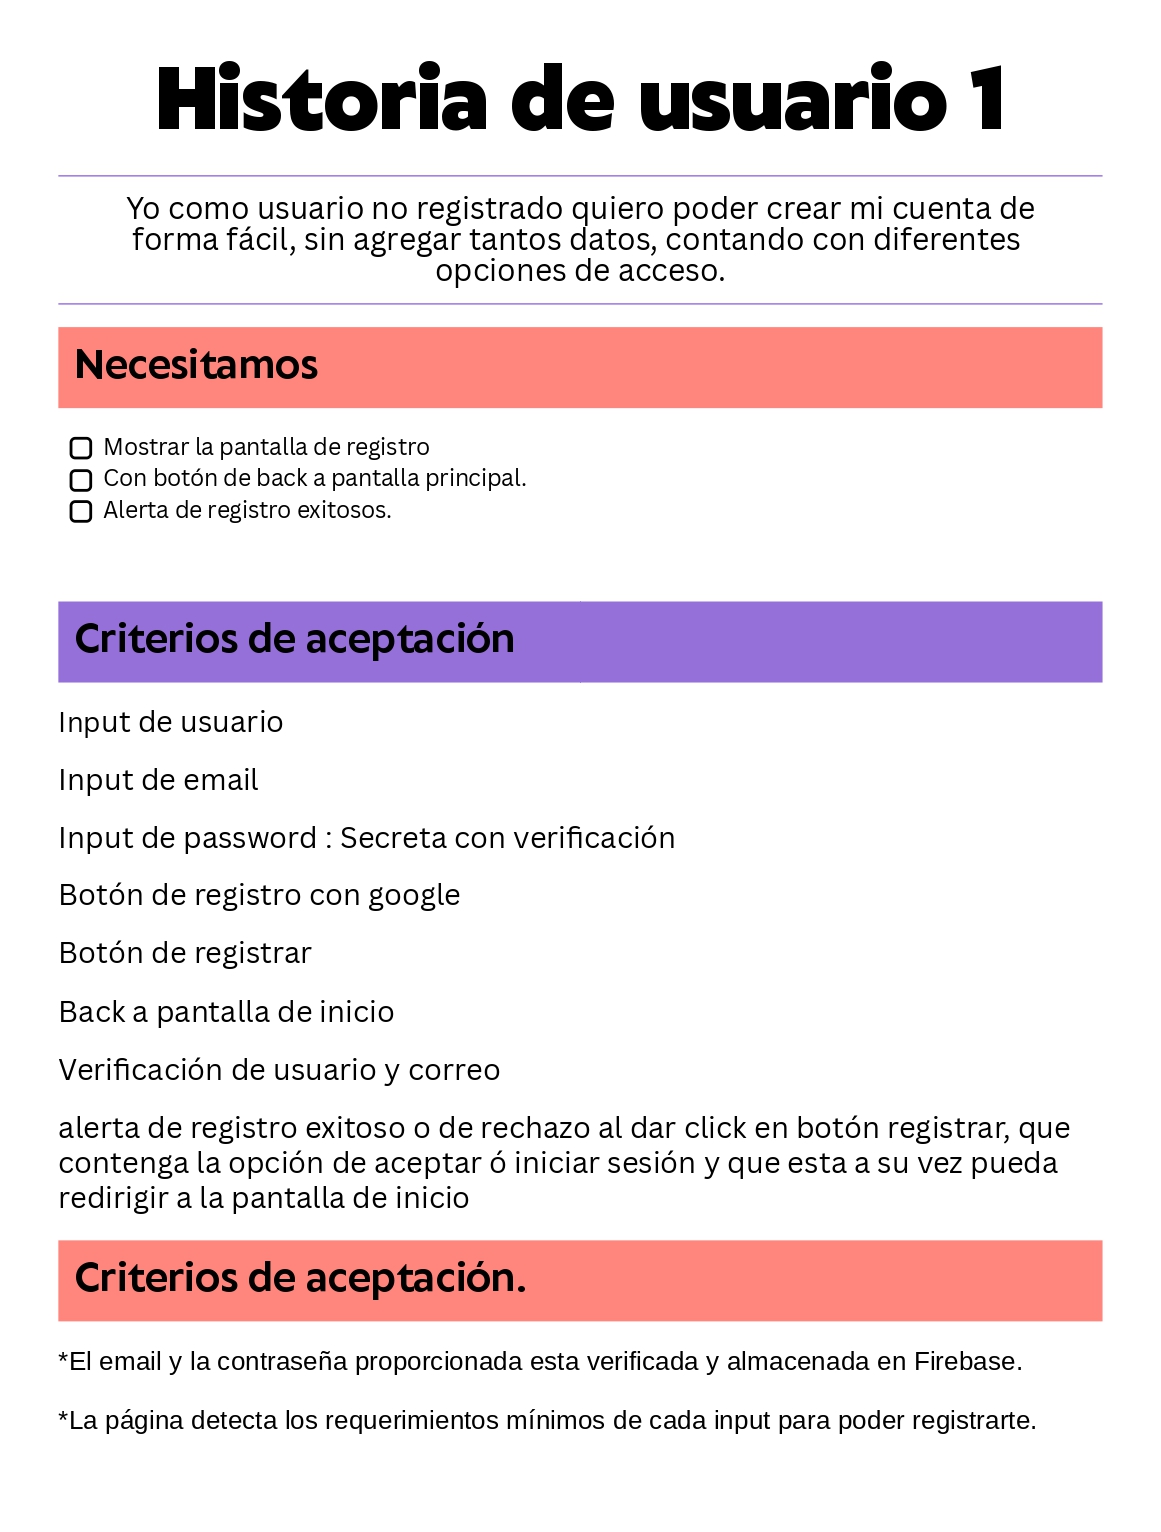 Historia de usuario 1
Yo como usuario no registrado quiero poder crear mi cuenta de
forma fácil, sin agregar tantos datos, contando con diferentes
opciones de acceso.
Necesitamos
Mostrar la pantalla de registro
Con botón de back a pantalla principal.
Alerta de registro exitosos.
Criterios de aceptación
Input de usuario
Input de email
Input de password : Secreta con verificación
Botón de registro con google
Botón de registrar
Back a pantalla de inicio
Verificación de usuario y correo
alerta de registro exitoso o de rechazo al dar click en botón registrar, que
contenga la opción de aceptar ó iniciar sesión y que esta a su vez pueda
redirigir a la pantalla de inicio
Criterios de aceptación.
*El email y la contraseña proporcionada esta verificada y almacenada en Firebase.
*La página detecta los requerimientos mínimos de cada input para poder registrarte.